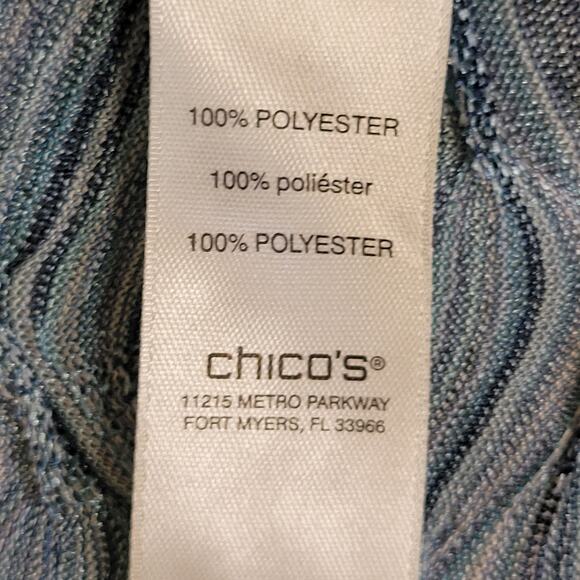 100% POLYESTER
100% poliéster
100% POLYESTER
chico's®
11215 METRO PARKWAY
FORT MYERS, FL 33966